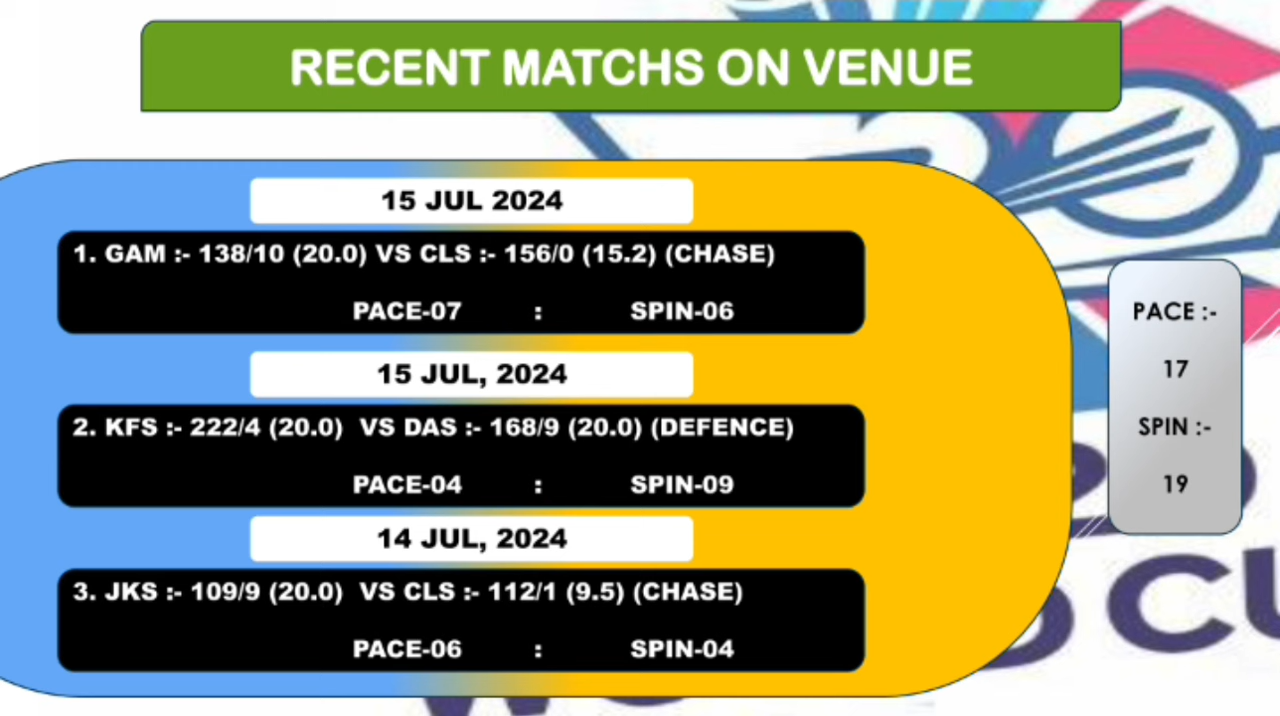 RECENT MATCHS ON VENUE
15 JUL 2024
1. GAM :- 138/10 (20.0) VS CLS :- 156/0 (15.2) (CHASE)
PACE-07 : SPIN-06
15 JUL, 2024
2. KFS :- 222/4 (20.0) VS DAS :- 168/9 (20.0) (DEFENCE)
PACE-04 : SPIN-09
14 JUL, 2024
3. JKS :- 109/9 (20.0) VS CLS :- 112/1 (9.5) (CHASE)
PACE-06 : SPIN-04
PACE :-
17
SPIN :-
19